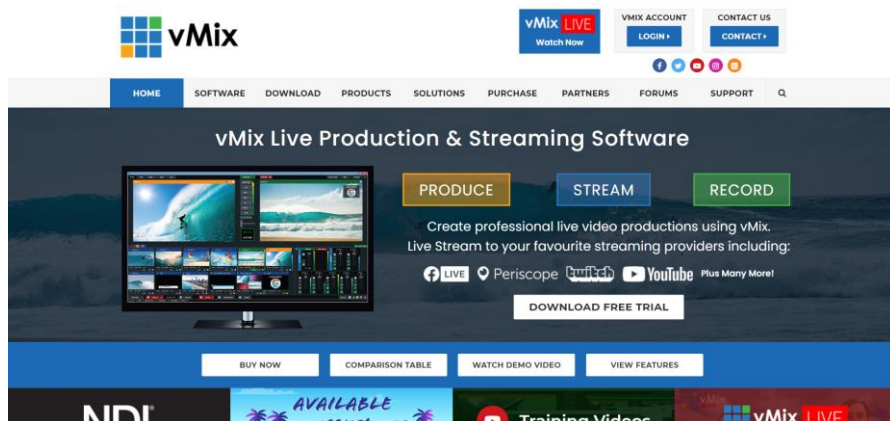 vMix
vMix LIVE
Watch Now
VMIX ACCOUNT
LOGIN
CONTACT US
CONTACT
HOME SOFTWARE DOWNLOAD PRODUCTS SOLUTIONS PURCHASE PARTNERS FORUMS SUPPORT
vMix Live Production & Streaming Software
PRODUCE STREAM RECORD
Create professional live video productions using vMix.
Live Stream to your favourite streaming providers including:
LIVE Periscope twitch YouTube Plus Many More!
DOWNLOAD FREE TRIAL
BUY NOW COMPARISON TABLE WATCH DEMO VIDEO VIEW FEATURES
NDI
AVAILABLE
Training Videos
vMix
vMix LIVE